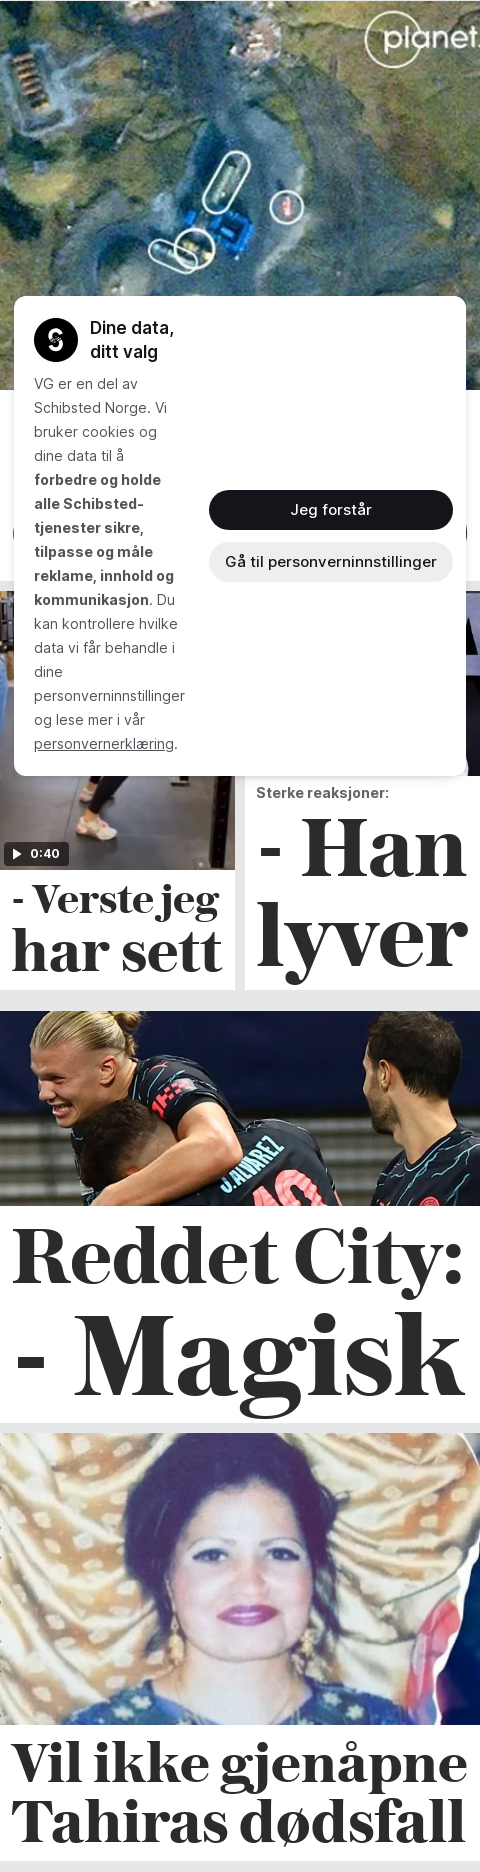 planet.
Dine data,
ditt valg
VG er en del av
Schibsted Norge. Vi
bruker cookies og
dine data til å
forbedre og holde
alle Schibsted-
tjenester sikre,
tilpasse og måle
reklame, innhold og
kommunikasjon. Du
kan kontrollere hvilke
data vi får behandle i
dine
personverninnstillinger
og lese mer i vår
personvernerklæring.
Jeg forstår
Gå til personverninnstillinger
0:40
- Verste jeg
har sett
Sterke reaksjoner:
- Han
lyver
J.ALVAREZ
Reddet City:
- Magisk
Vil ikke gjenåpne
Tahiras dødsfall